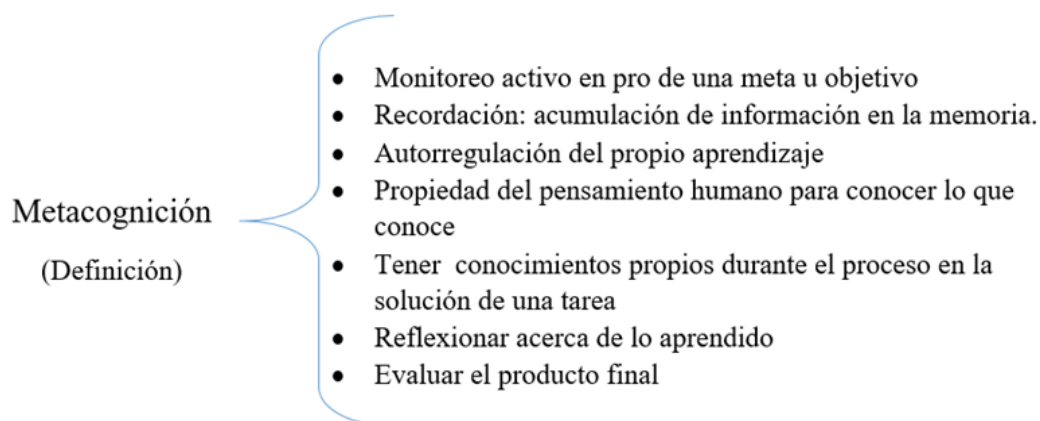 • Monitoreo activo en pro de una meta u objetivo
• Recordación: acumulación de información en la memoria.
• Autorregulación del propio aprendizaje
• Propiedad del pensamiento humano para conocer lo que
conoce
Metacognición
(Definición)
• Tener conocimientos propios durante el proceso en la
solución de una tarea
• Reflexionar acerca de lo aprendido
• Evaluar el producto final